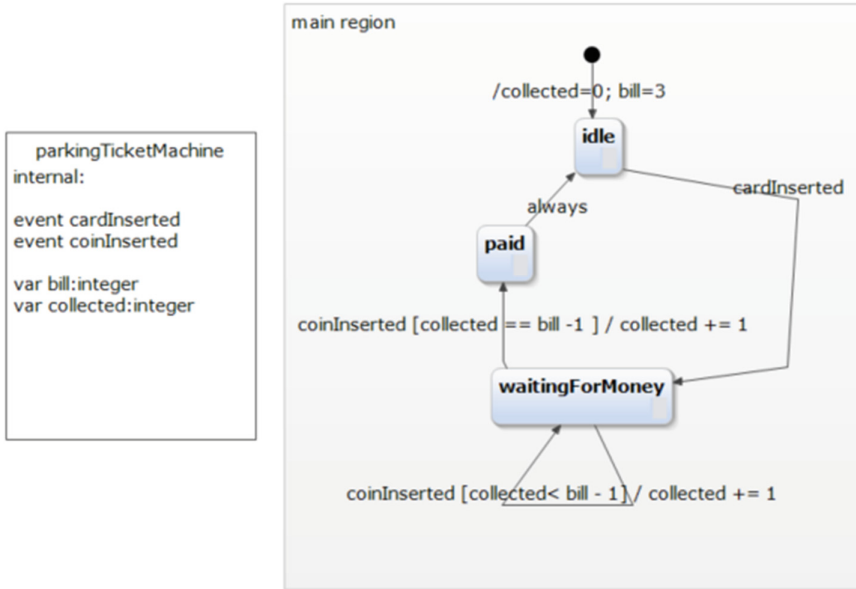 main region
/collected=0; bill=3
idle
cardInserted
always
paid
coinInserted [collected == bill -1 ] / collected += 1
waitingForMoney
coinInserted [collected< bill - 1] / collected += 1
parkingTicketMachine
internal:
event cardInserted
event coinInserted
var bill:integer
var collected:integer